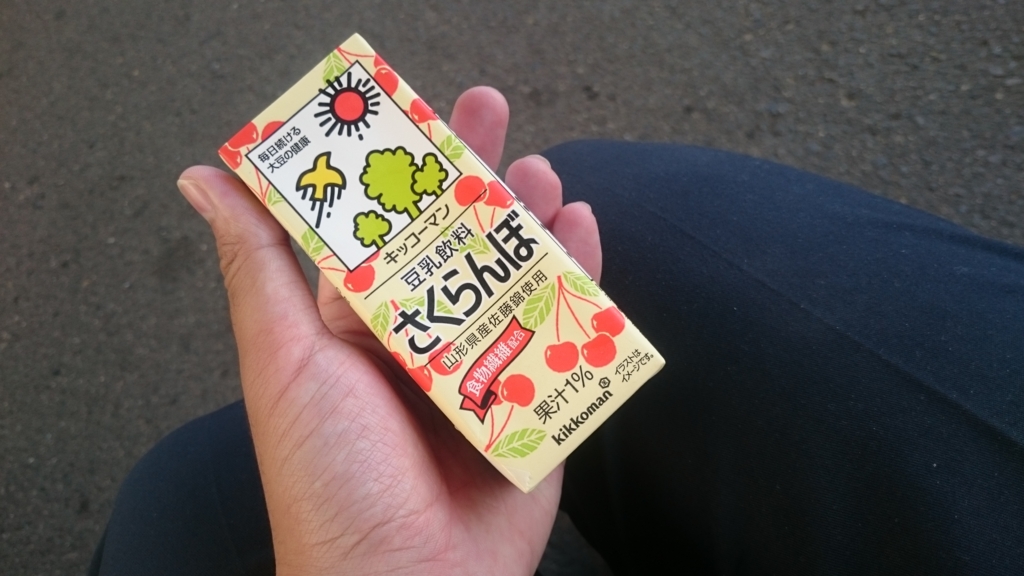 毎日続ける
大豆の健康
キッコーマン
豆乳飲料
さくらんぼ
山形県産佐藤錦使用
食物繊維配合
果汁1%
イラストは
イメージです。
kikkoman®